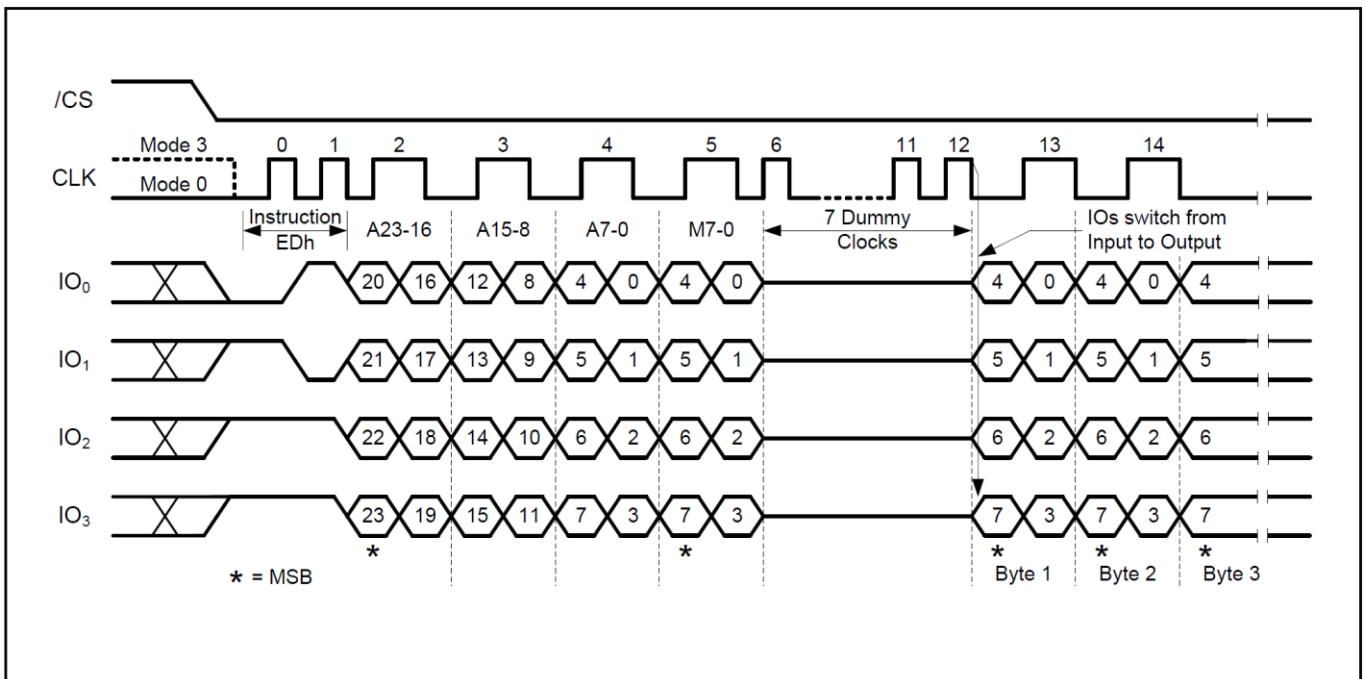 /CS
Mode 3 0 1 2 3 4 5 6 11 12 13 14
CLK
Mode 0
Instruction
EDh
A23-16 A15-8 A7-0 M7-0
7 Dummy
Clocks
IOs switch from
Input to Output
IO₀ 20 16 12 8 4 0 4 0 4 0 4 0 4
IO₁ 21 17 13 9 5 1 5 1 5 1 5 1 5
IO₂ 22 18 14 10 6 2 6 2 6 2 6 2 6
IO₃ 23 19 15 11 7 3 7 3 7 3 7 3 7
* * * * *
* = MSB
Byte 1 Byte 2 Byte 3